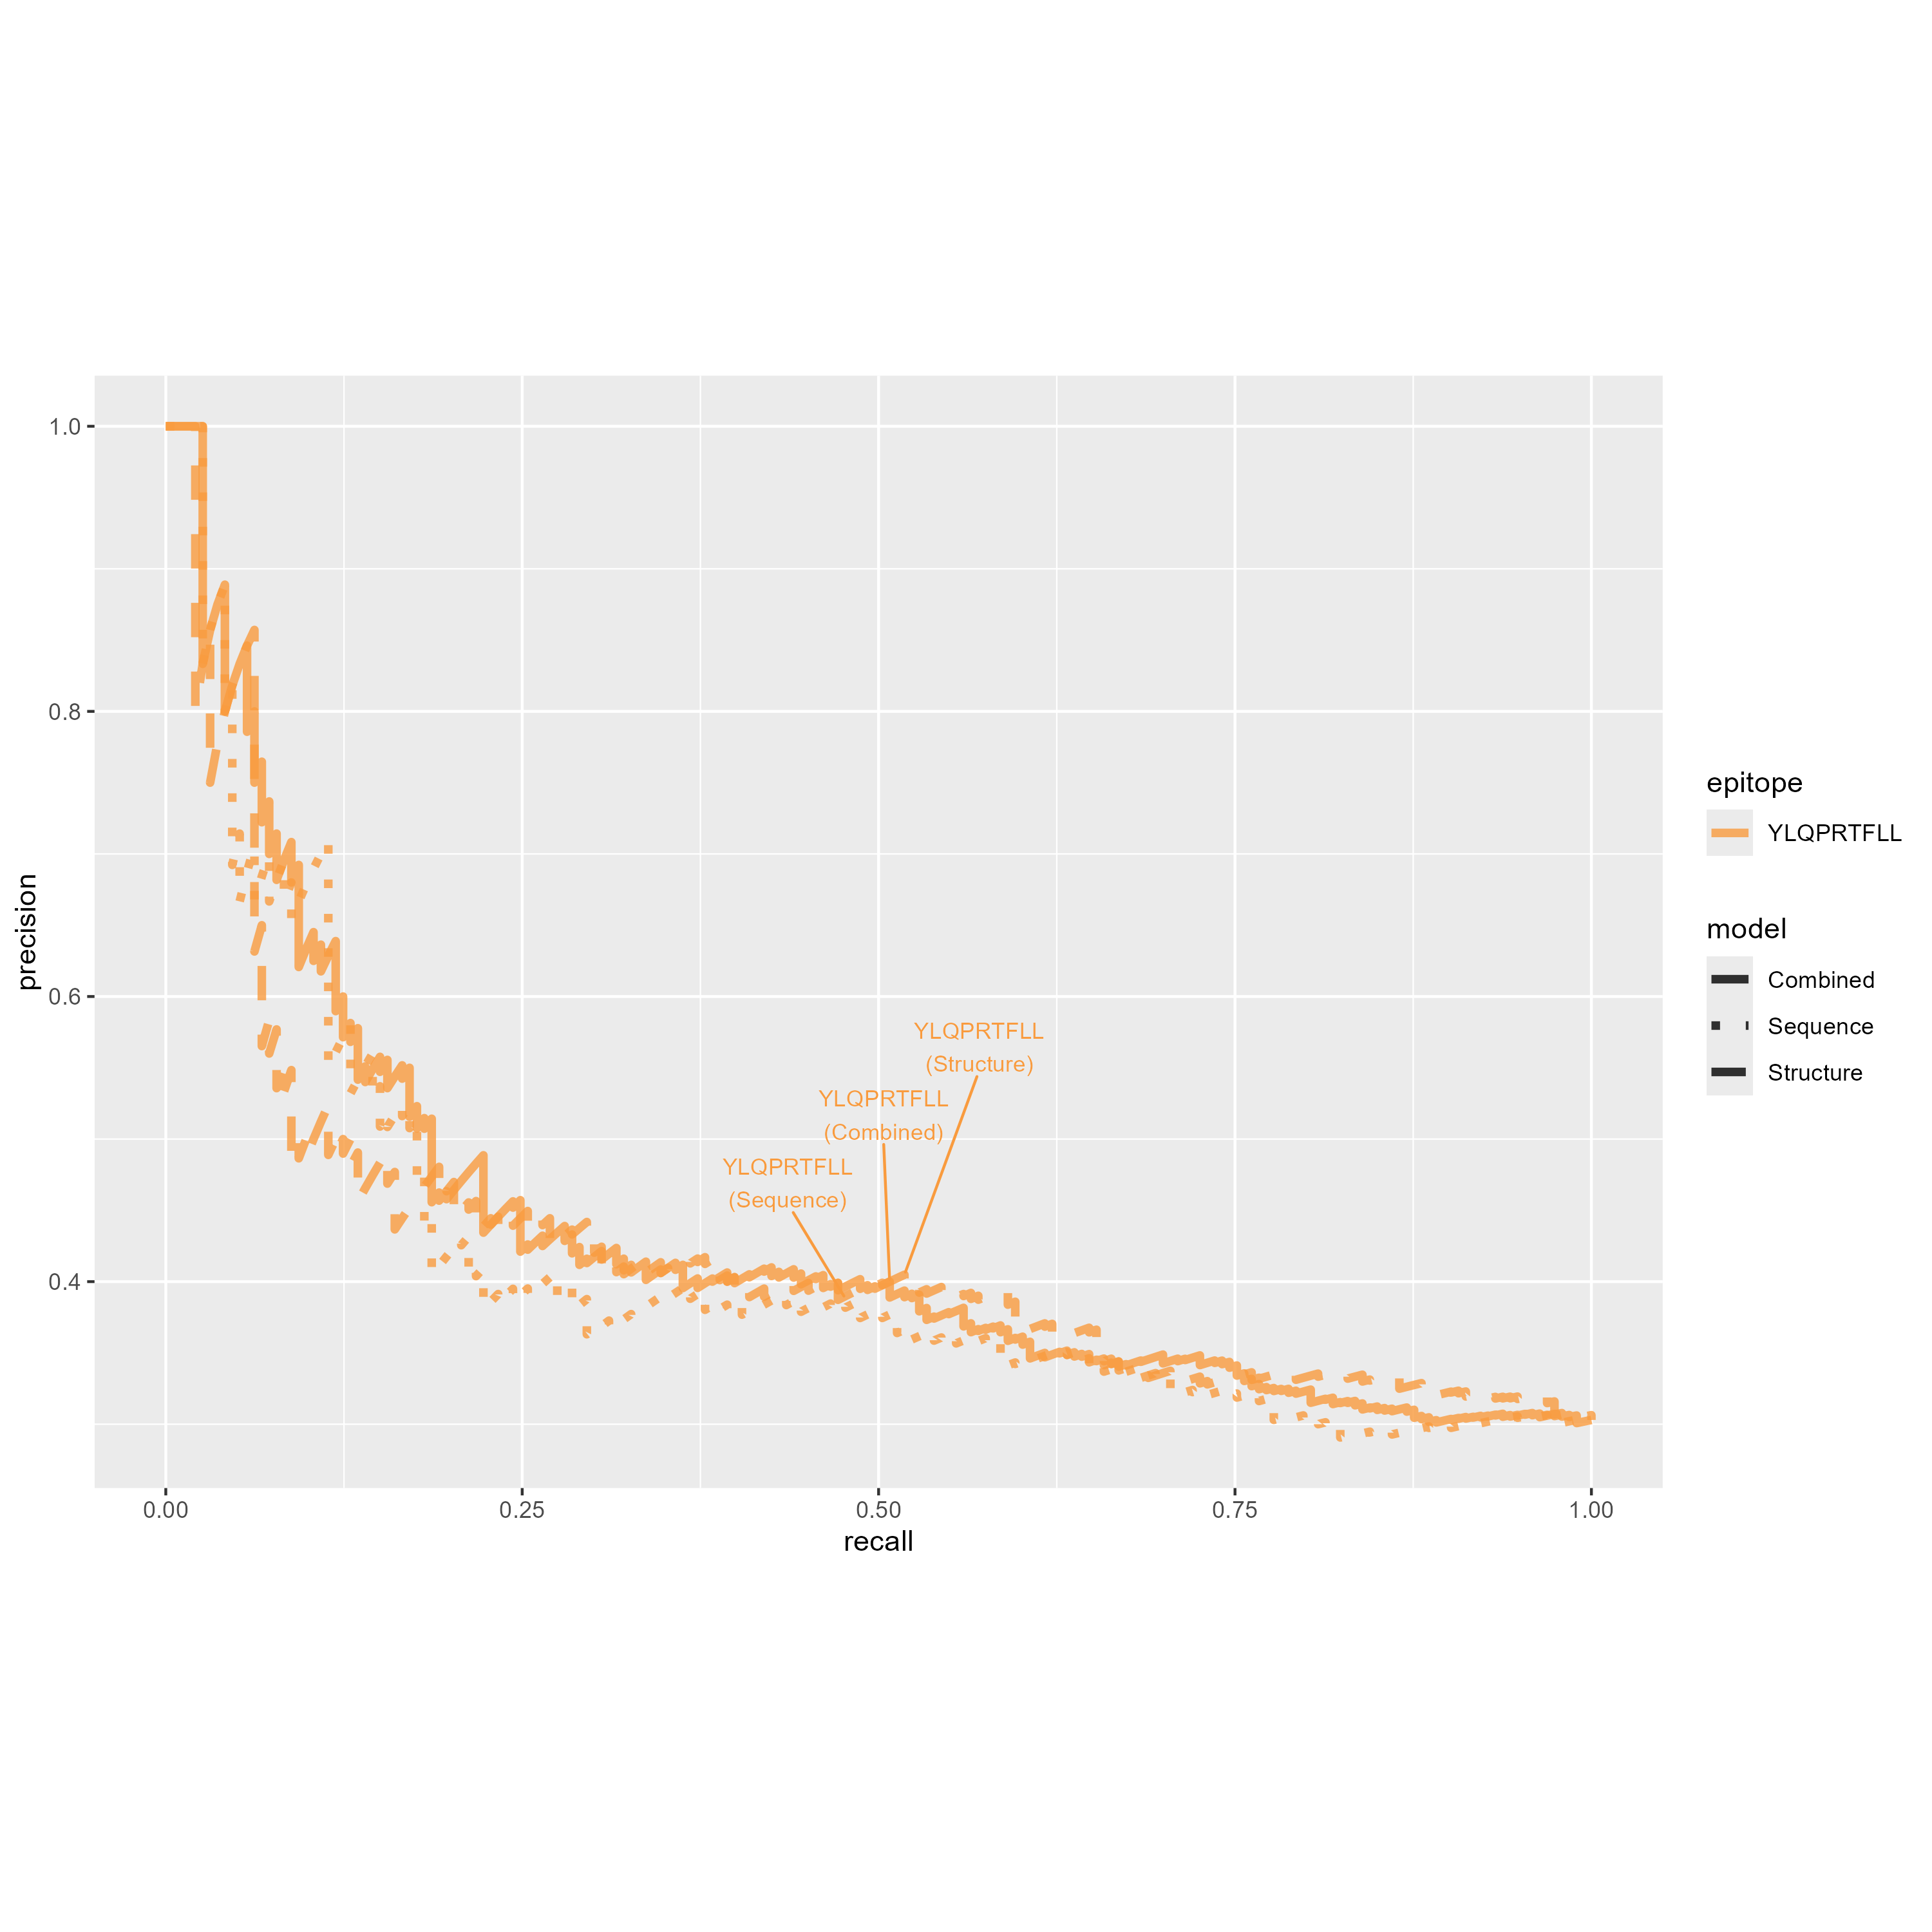 1.0
0.8
0.6
0.4
precision
0.00
0.25
0.50
0.75
1.00
recall
YLQPRTFLL
(Structure)
YLQPRTFLL
(Combined)
YLQPRTFLL
(Sequence)
epitope
YLQPRTFLL
model
Combined
Sequence
Structure